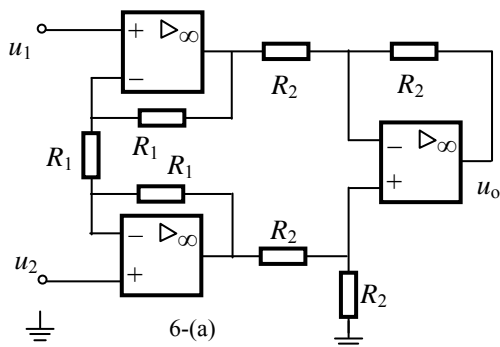 + ▷∞
u₁
−
R₂
R₂
R₁
R₁
R₁
− ▷∞
+
uₒ
− ▷∞
R₂
u₂
+
R₂
6-(a)